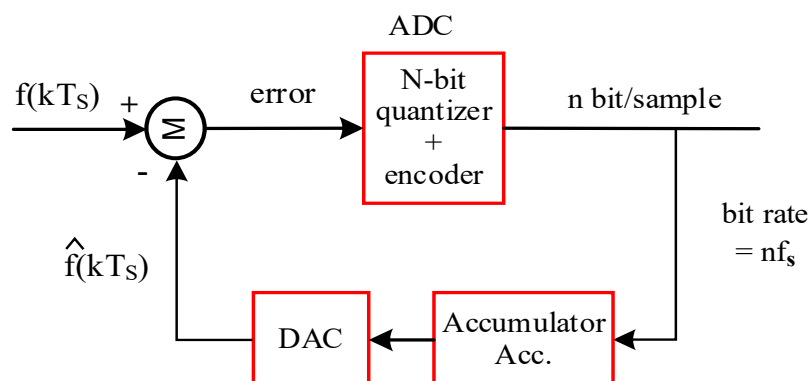 ADC
f(kTₛ)
+
Σ
-
error
N-bit
quantizer
+
encoder
n bit/sample
bit rate
= nfₛ
f̂(kTₛ)
DAC
Accumulator
Acc.